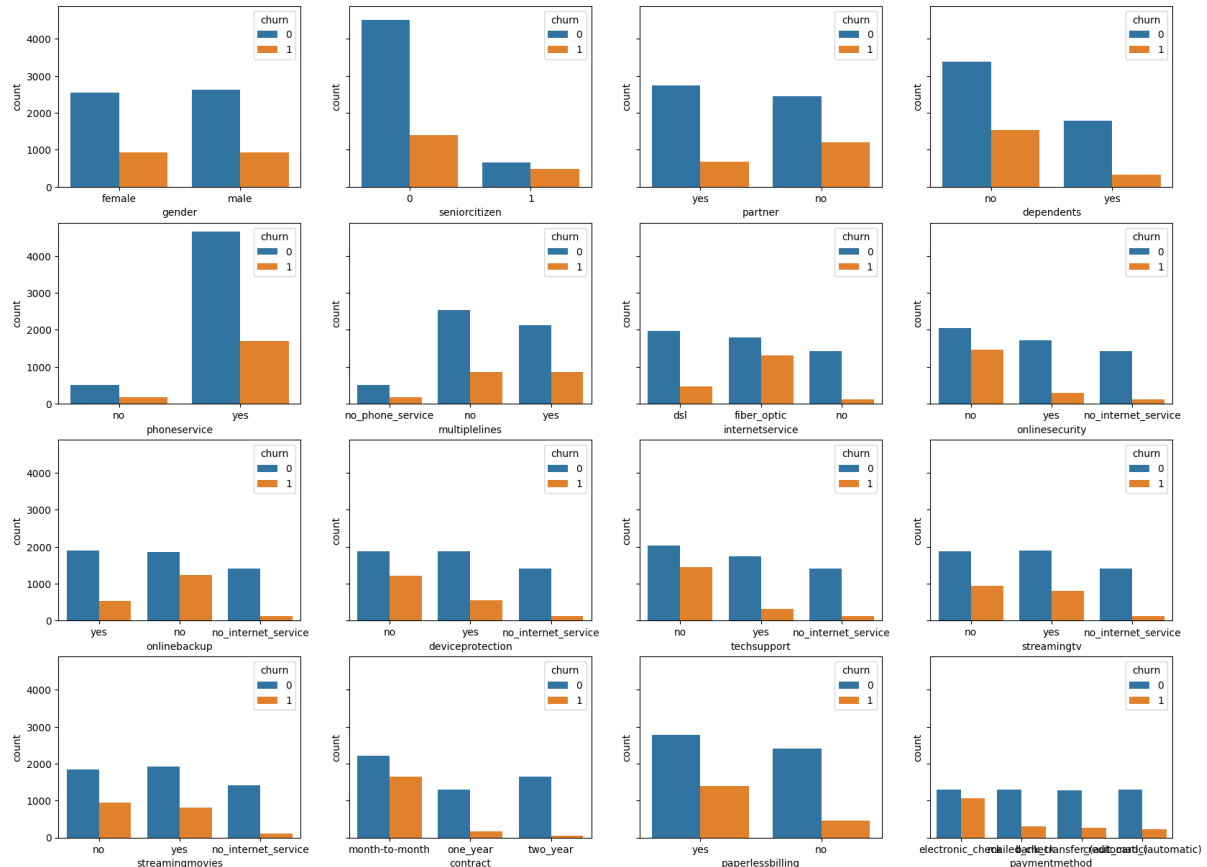 churn
0
1
4000
3000
2000
1000
0
count
female
male
gender
churn
0
1
count
0
1
seniorcitizen
churn
0
1
count
yes
no
partner
churn
0
1
count
no
yes
dependents
churn
0
1
4000
3000
2000
1000
0
count
no
yes
phoneservice
churn
0
1
count
no_phone_service
no
yes
multiplelines
churn
0
1
count
dsl
fiber_optic
no
internetservice
churn
0
1
count
no
yes
no_internet_service
onlinesecurity
churn
0
1
4000
3000
2000
1000
0
count
yes
no
no_internet_service
onlinebackup
churn
0
1
count
no
yes
no_internet_service
deviceprotection
churn
0
1
count
no
yes
no_internet_service
techsupport
churn
0
1
count
no
yes
no_internet_service
streamingtv
churn
0
1
4000
3000
2000
1000
0
count
no
yes
no_internet_service
streamingmovies
churn
0
1
count
month-to-month
one_year
two_year
contract
churn
0
1
count
yes
no
paperlessbilling
churn
0
1
count
electronic_check
paymentmethod